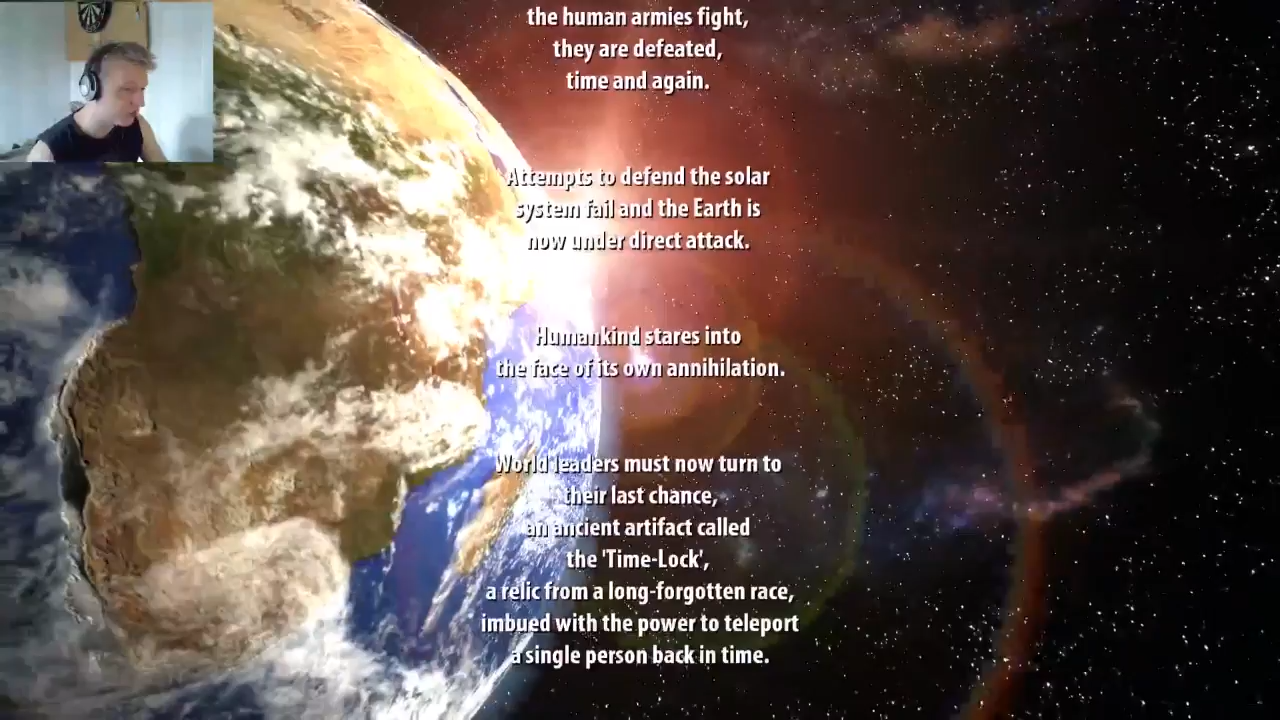 the human armies fight,
they are defeated,
time and again.
Attempts to defend the solar
system fail and the Earth is
now under direct attack.
Humankind stares into
the face of its own annihilation.
World leaders must now turn to
their last chance,
an ancient artifact called
the 'Time-Lock',
a relic from a long-forgotten race,
imbued with the power to teleport
a single person back in time.